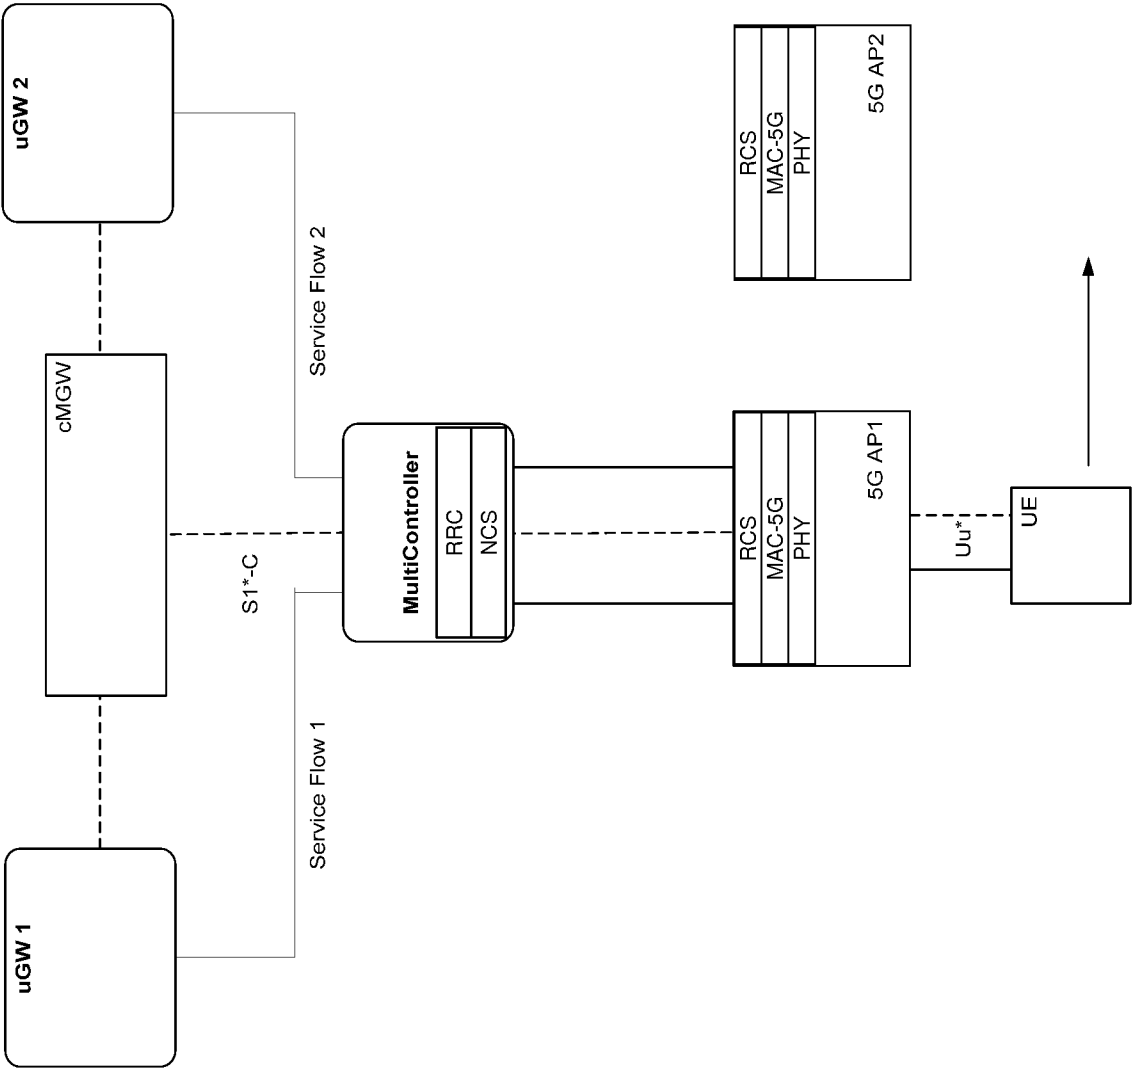 uGW 1
cMGW
uGW 2
Service Flow 1
S1*-C
Service Flow 2
MultiController
RRC
NCS
RCS
MAC-5G
PHY
5G AP1
RCS
MAC-5G
PHY
5G AP2
Uu*
UE